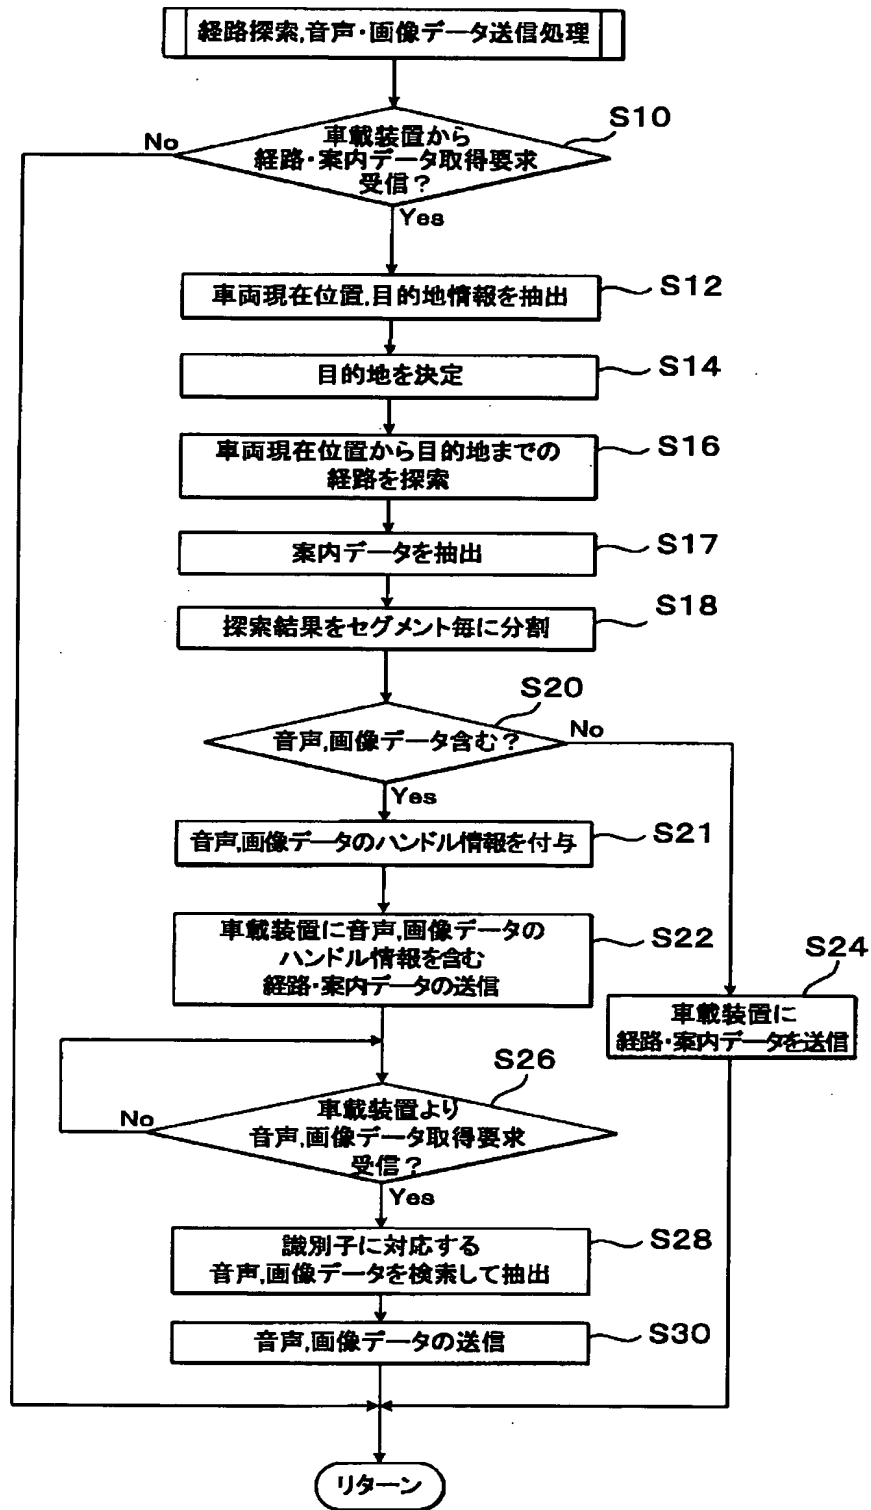 経路探索,音声・画像データ送信処理
車載装置から
経路・案内データ取得要求
受信?
S10
No
Yes
車両現在位置,目的地情報を抽出
S12
目的地を決定
S14
車両現在位置から目的地までの
経路を探索
S16
案内データを抽出
S17
探索結果をセグメント毎に分割
S18
音声,画像データ含む?
S20
No
Yes
音声,画像データのハンドル情報を付与
S21
車載装置に音声,画像データの
ハンドル情報を含む
経路・案内データの送信
S22
車載装置に
経路・案内データを送信
S24
車載装置より
音声,画像データ取得要求
受信?
S26
No
Yes
識別子に対応する
音声,画像データを検索して抽出
S28
音声,画像データの送信
S30
リターン